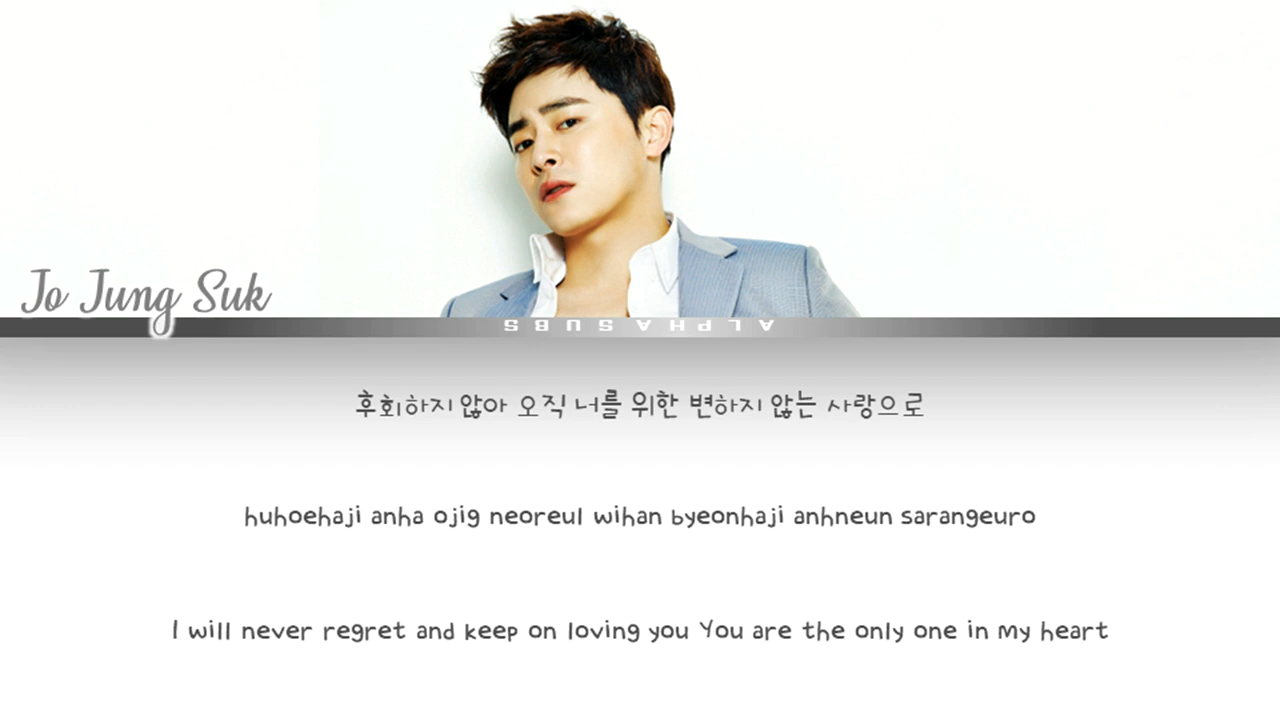 Jo Jung Suk
ALPHASUBS
후회하지 않아 오직 너를 위한 변하지 않는 사랑으로
huhoehaji anha ojig neoreul wihan byeonhaji anhneun sarangeuro
I will never regret and keep on loving you You are the only one in my heart